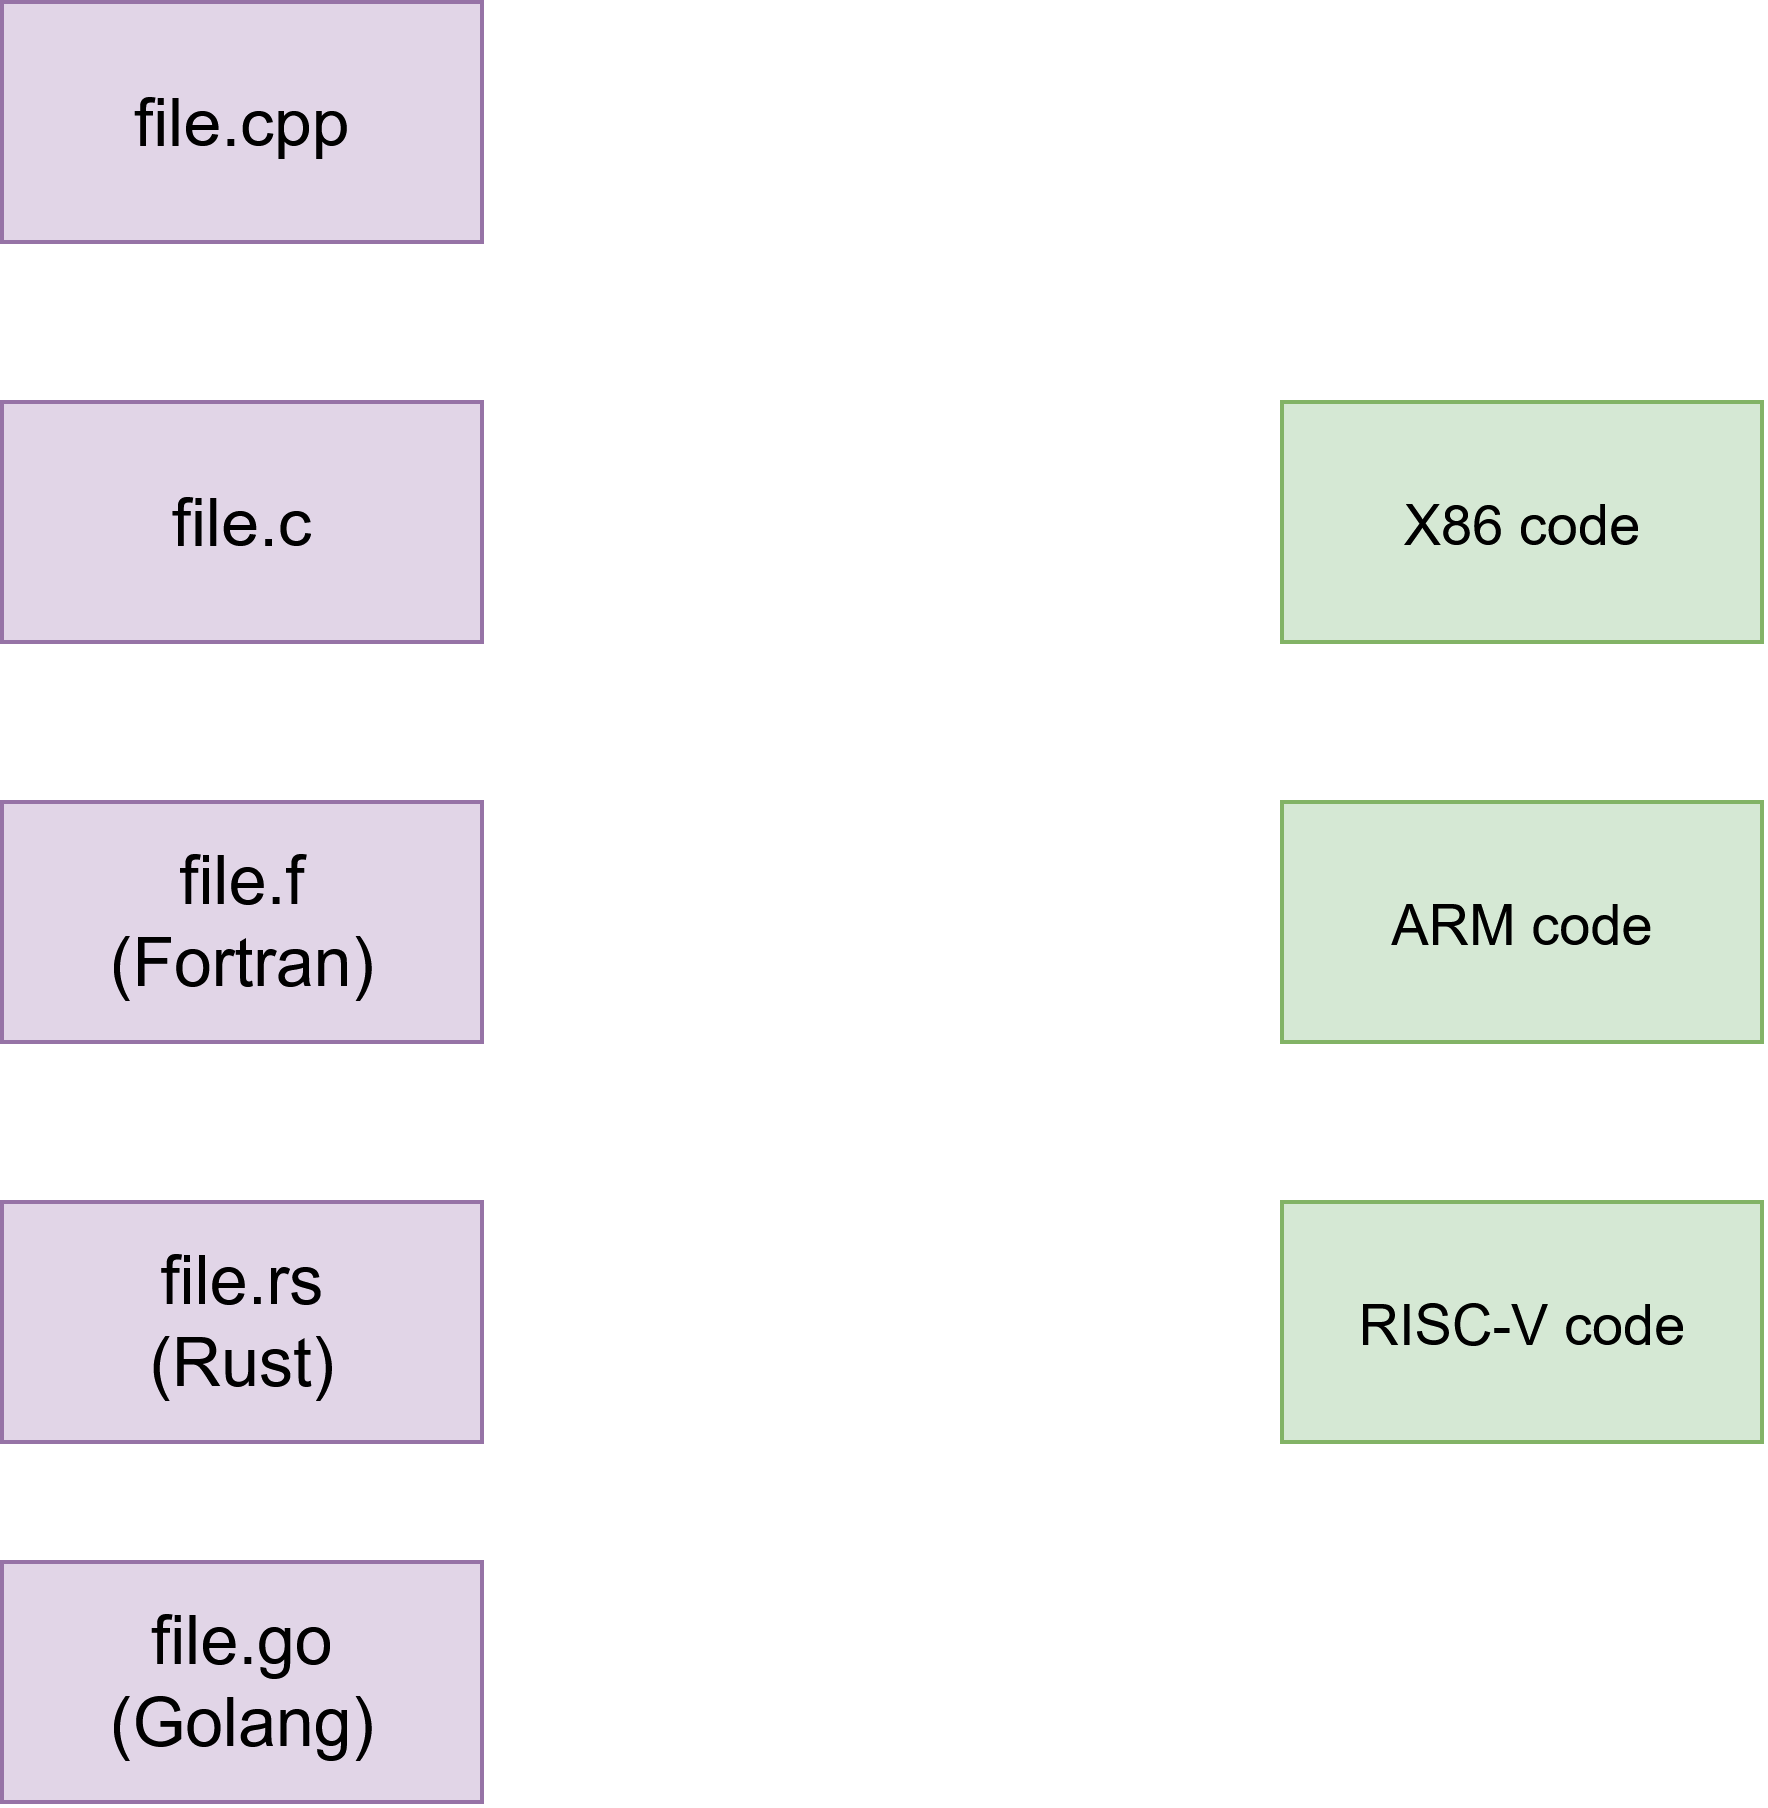 file.cpp
file.c
X86 code
file.f
(Fortran)
ARM code
file.rs
(Rust)
RISC-V code
file.go
(Golang)